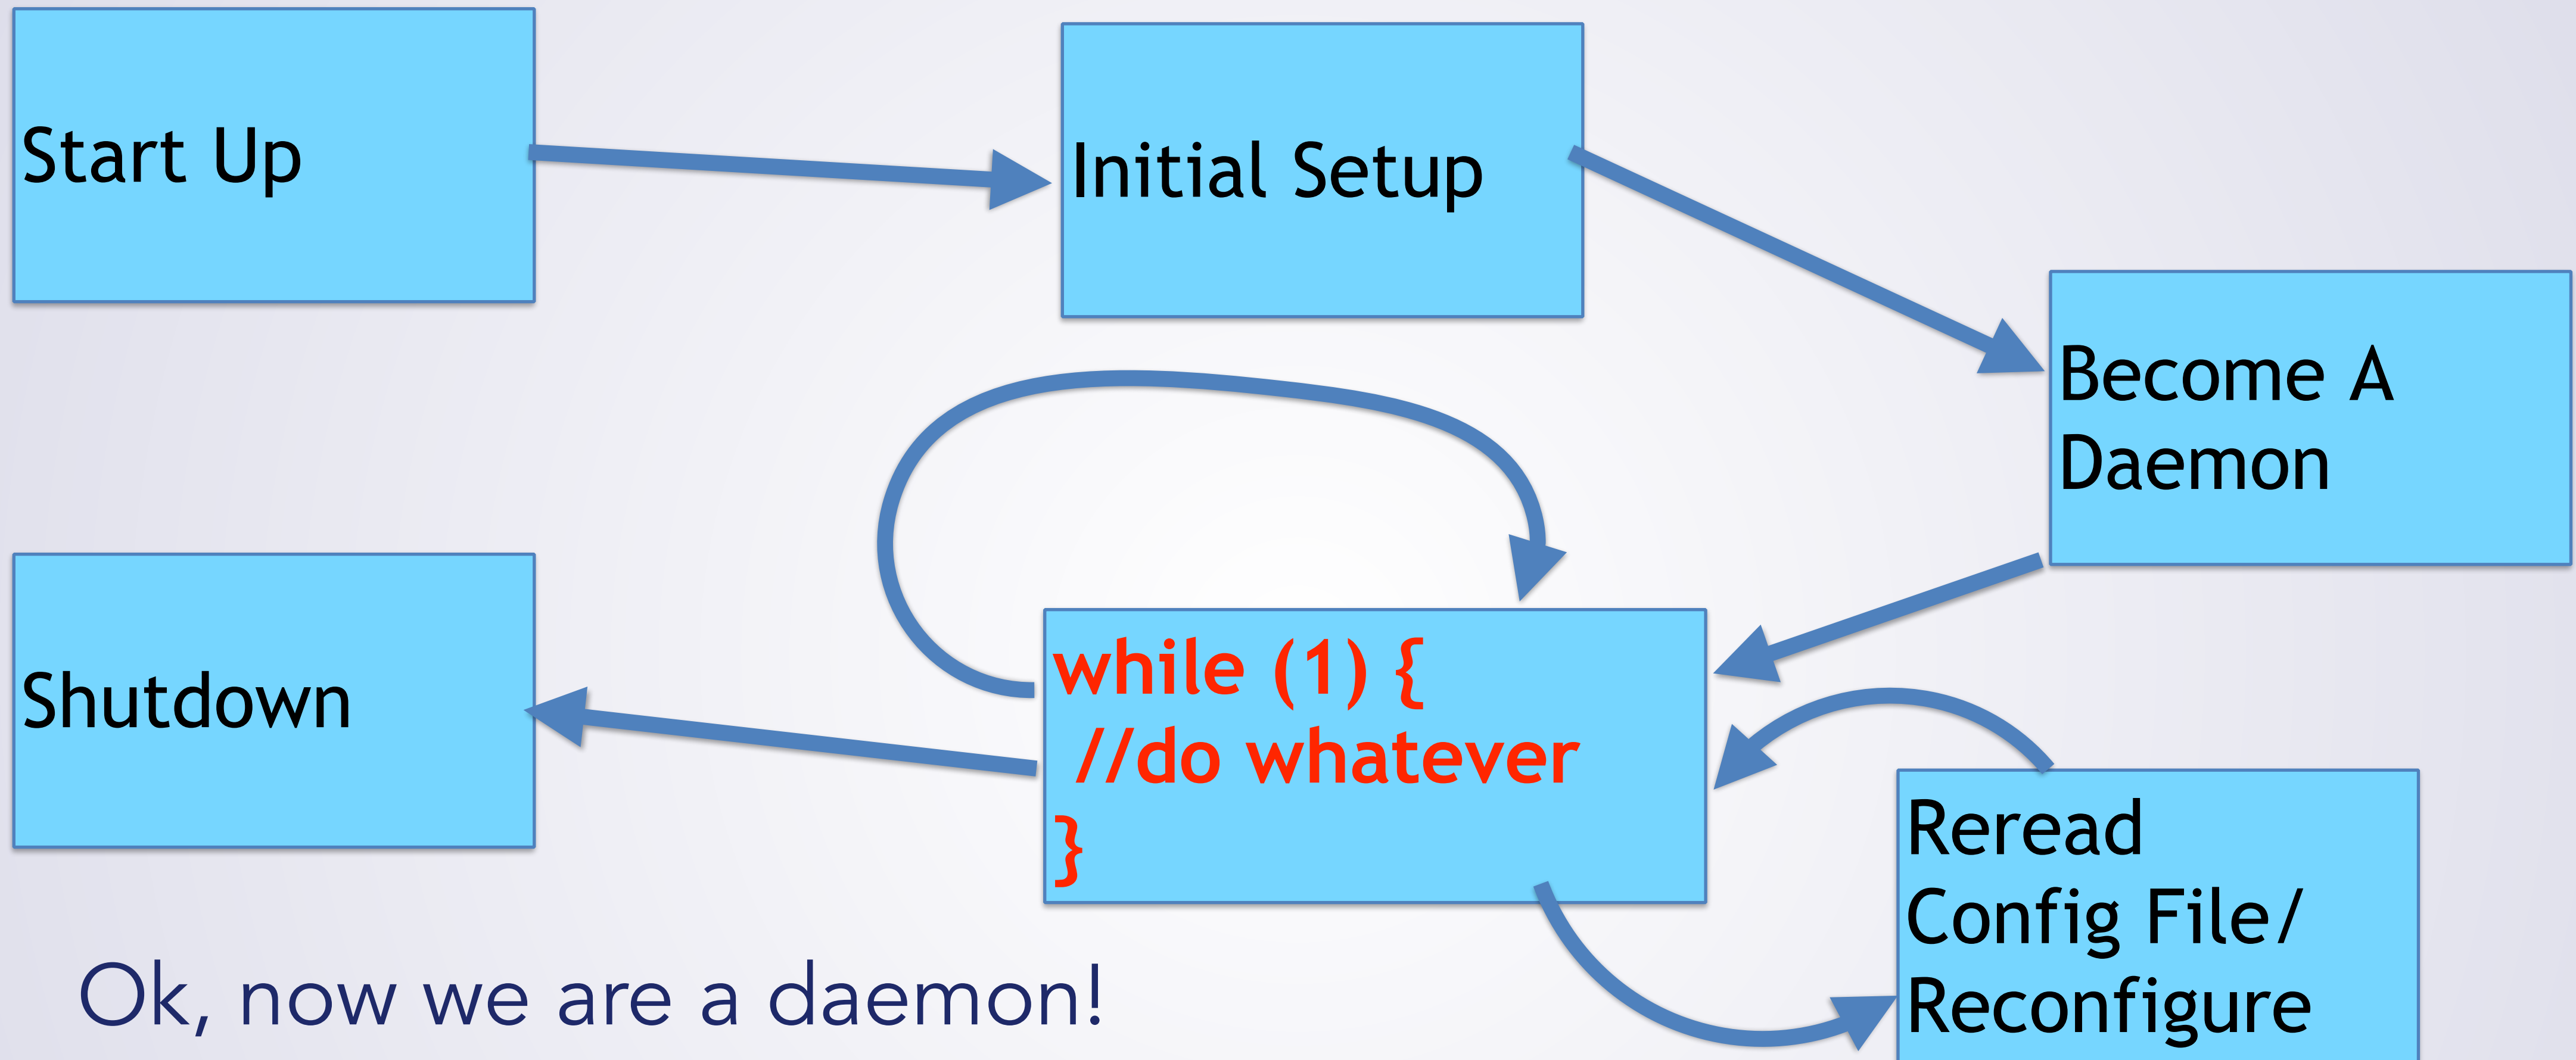 Start Up
Initial Setup
Become A
Daemon
Shutdown
while (1) {
//do whatever
}
Reread
Config File/
Reconfigure
Ok, now we are a daemon!